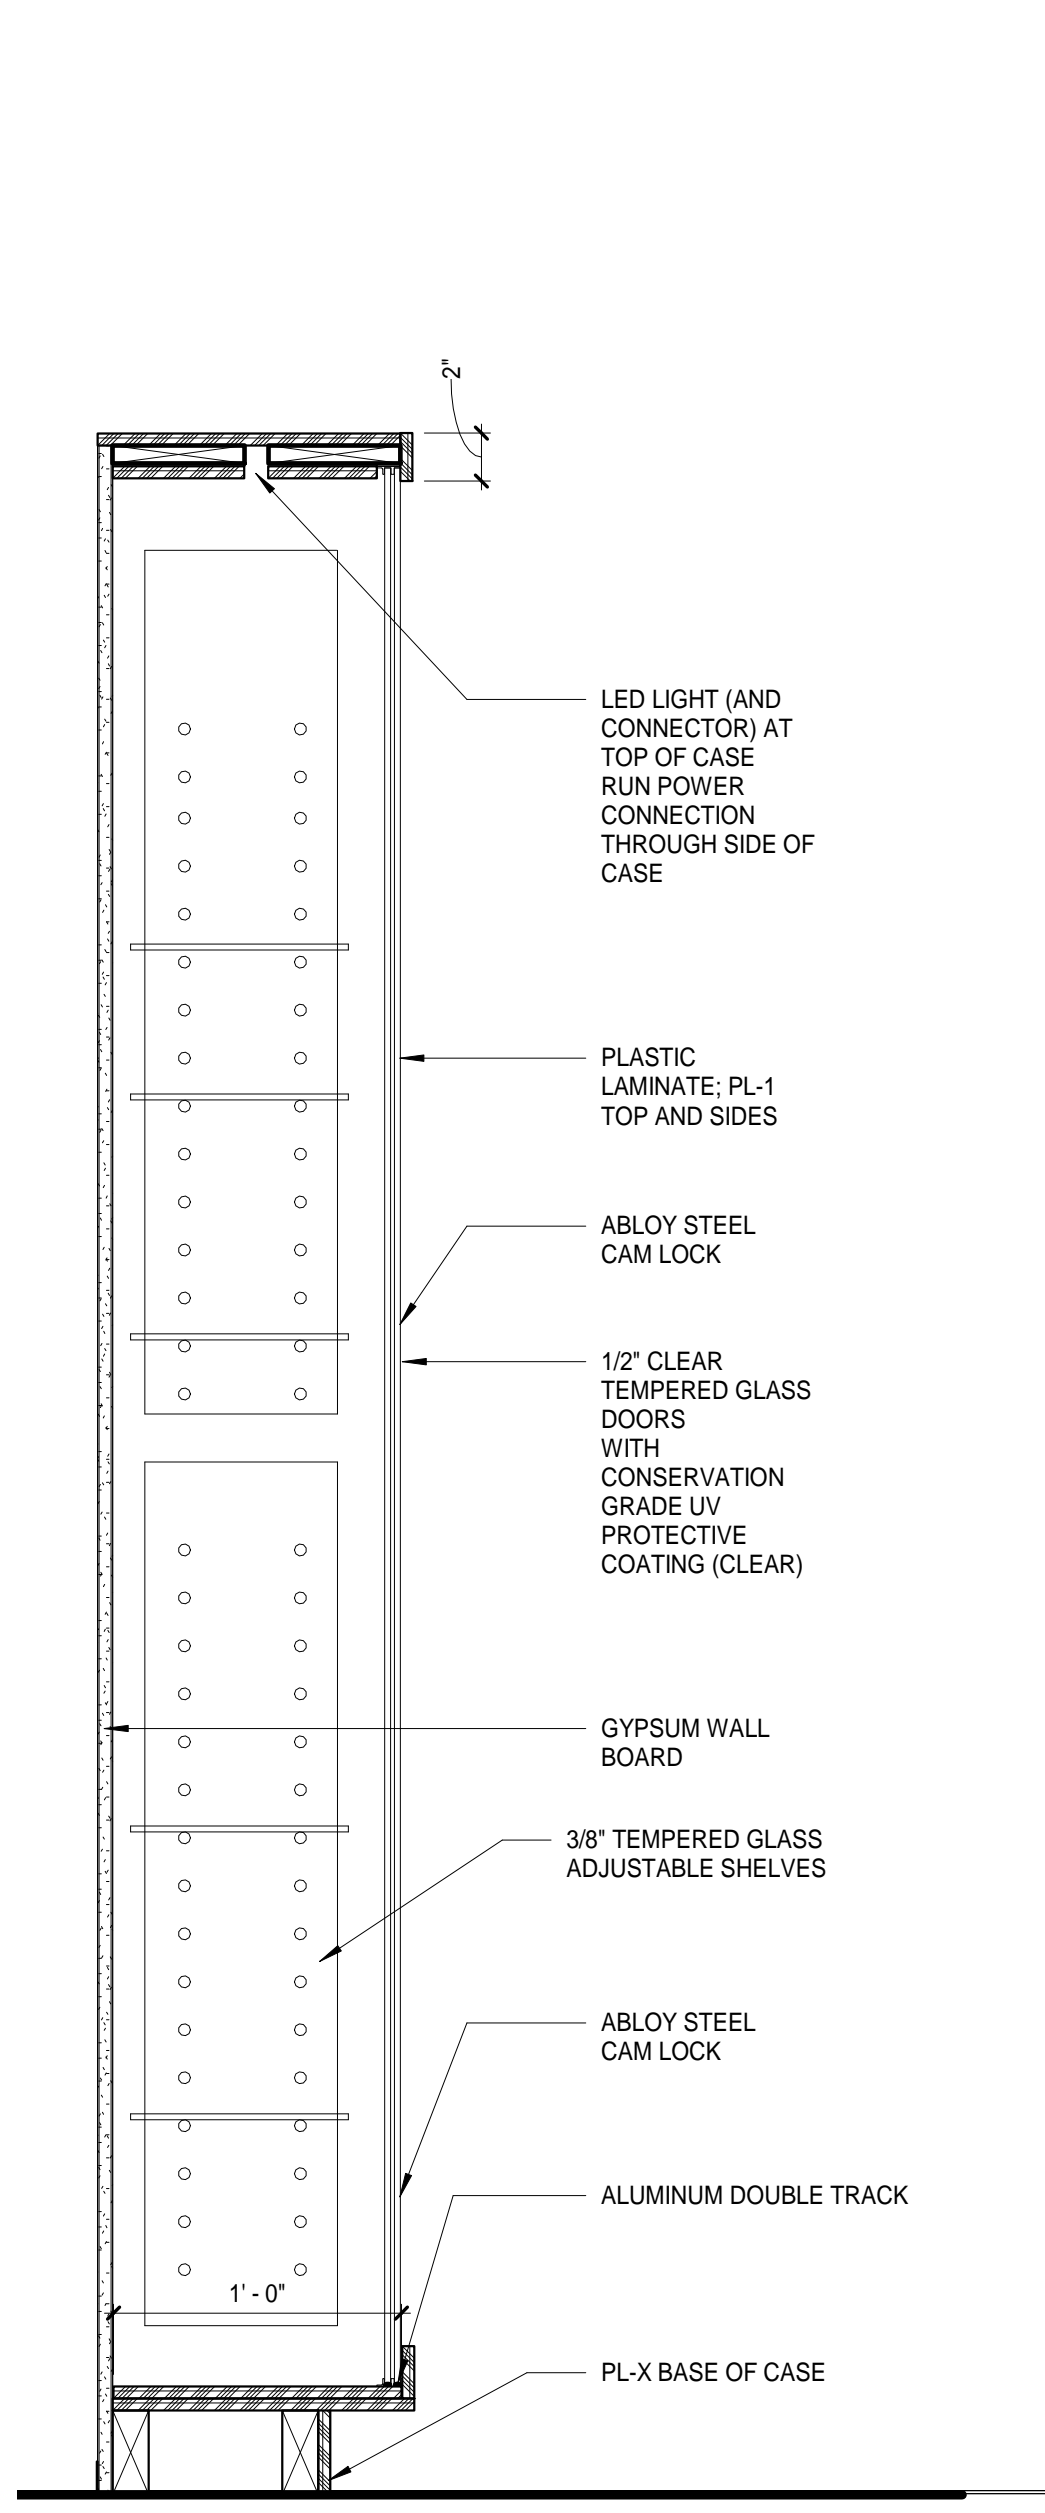 2"
LED LIGHT (AND
CONNECTOR) AT
TOP OF CASE
RUN POWER
CONNECTION
THROUGH SIDE OF
CASE
PLASTIC
LAMINATE; PL-1
TOP AND SIDES
ABLOY STEEL
CAM LOCK
1/2" CLEAR
TEMPERED GLASS
DOORS
WITH
CONSERVATION
GRADE UV
PROTECTIVE
COATING (CLEAR)
GYPSUM WALL
BOARD
3/8" TEMPERED GLASS
ADJUSTABLE SHELVES
ABLOY STEEL
CAM LOCK
ALUMINUM DOUBLE TRACK
1' - 0"
PL-X BASE OF CASE